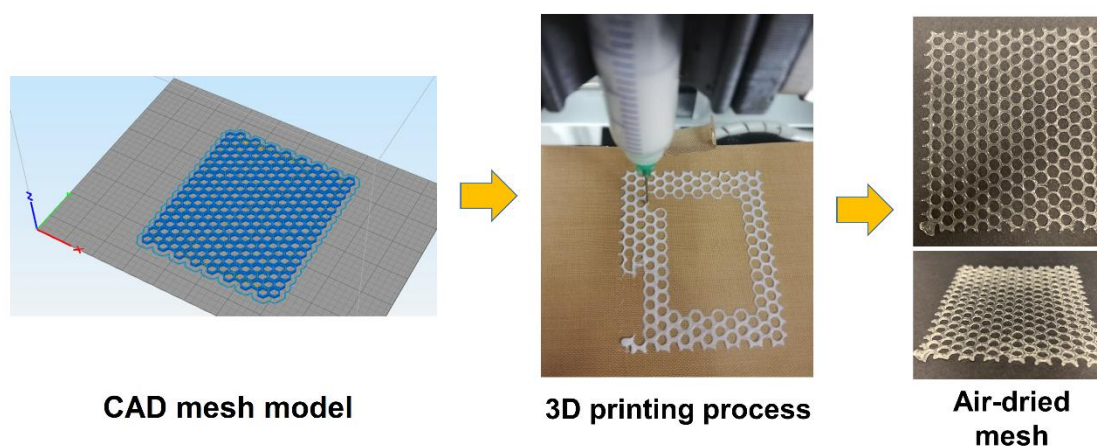 Z
X
CAD mesh model
3D printing process
Air-dried
mesh